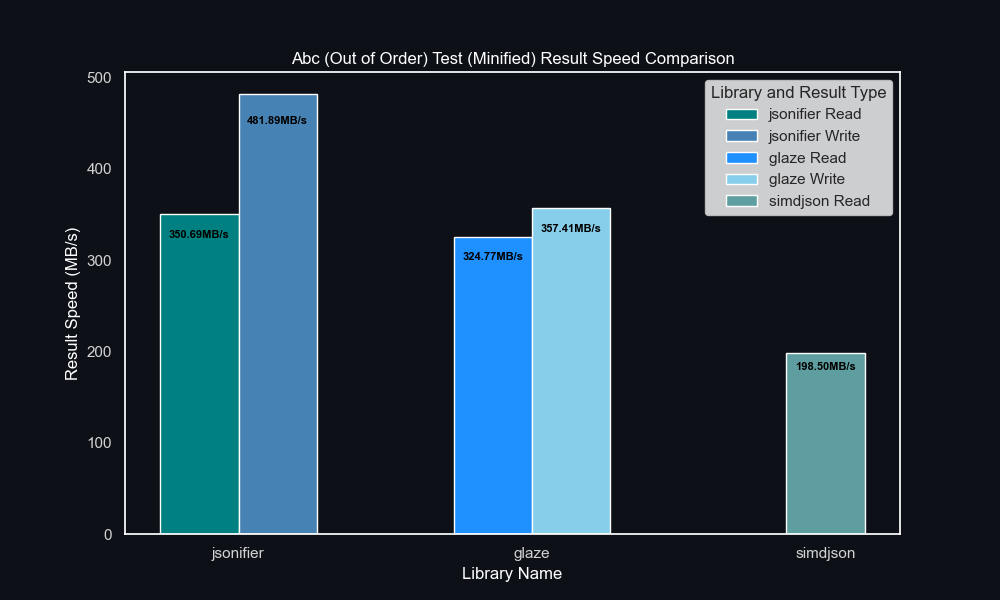 Abc (Out of Order) Test (Minified) Result Speed Comparison
Result Speed (MB/s)
500
400
300
200
100
0
350.69MB/s
481.89MB/s
324.77MB/s
357.41MB/s
198.50MB/s
Library and Result Type
jsonifier Read
jsonifier Write
glaze Read
glaze Write
simdjson Read
jsonifier
glaze
simdjson
Library Name